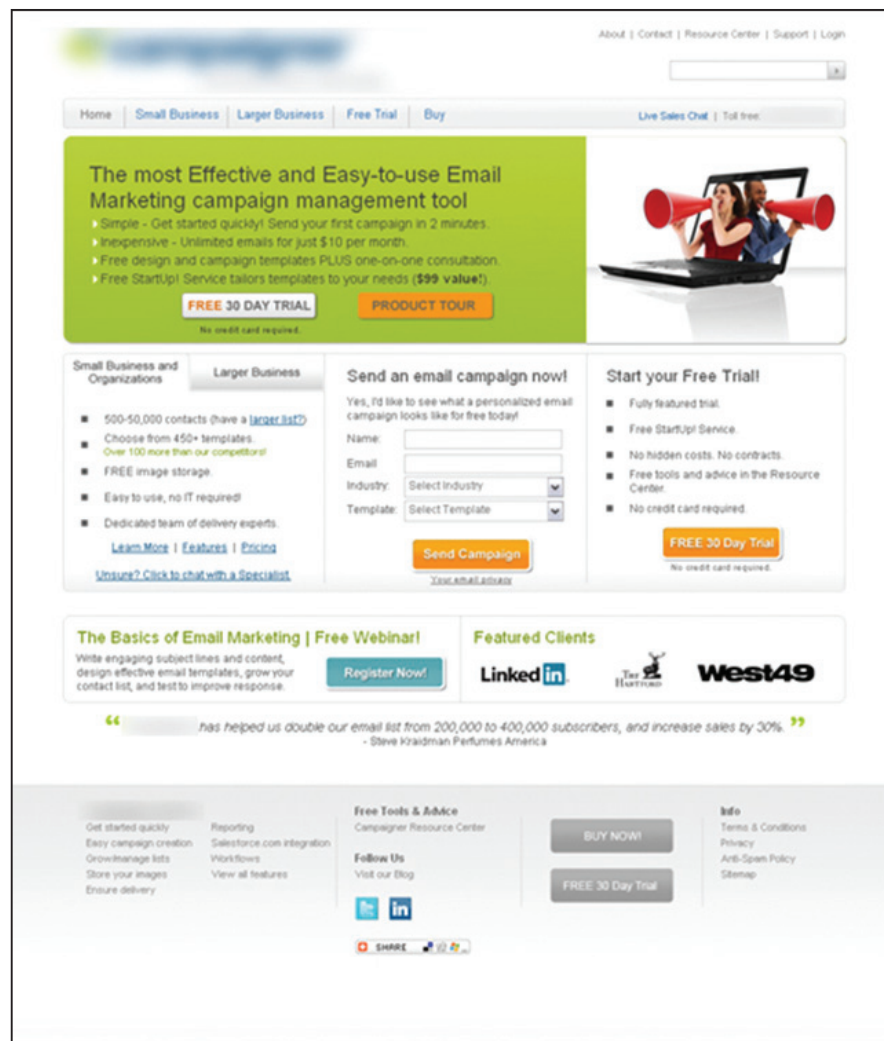 campaigner
About | Contact | Resource Center | Support | Login
Home | Small Business | Larger Business | Free Trial | Buy
Live Sales Chat | Toll free:
The most Effective and Easy-to-use Email
Marketing campaign management tool
Simple - Get started quickly! Send your first campaign in 2 minutes.
Inexpensive - Unlimited emails for just $10 per month.
Free design and campaign templates PLUS one-on-one consultation.
Free StartUp! Service tailors templates to your needs ($99 value!).
FREE 30 DAY TRIAL
PRODUCT TOUR
No credit card required.
Small Business and
Organizations
Larger Business
500-50,000 contacts (have a larger list?)
Choose from 450+ templates.
Over 100 more than our competitors!
FREE image storage.
Easy to use, no IT required!
Dedicated team of delivery experts.
Learn More | Features | Pricing
Unsure? Click to chat with a Specialist.
Send an email campaign now!
Yes, I'd like to see what a personalized email
campaign looks like for free today!
Name:
Email
Industry: Select Industry
Template: Select Template
Send Campaign
Your email privacy
Start your Free Trial!
Fully featured trial.
Free StartUp! Service.
No hidden costs. No contracts.
Free tools and advice in the Resource
Center.
No credit card required.
FREE 30 Day Trial
No credit card required.
The Basics of Email Marketing | Free Webinar!
Write engaging subject lines and content,
design effective email templates, grow your
contact list, and test to improve response.
Register Now!
Featured Clients
Linked in
The Hartford
West49
“ has helped us double our email list from 200,000 to 400,000 subscribers, and increase sales by 30%. ”
- Steve Kraidman Perfumes America
Get started quickly
Easy campaign creation
Grow/manage lists
Store your images
Ensure delivery
Reporting
Salesforce.com integration
Workflows
View all features
Free Tools & Advice
Campaigner Resource Center
Follow Us
Visit our Blog
in
SHARE
BUY NOW!
FREE 30 Day Trial
Info
Terms & Conditions
Privacy
Anti-Spam Policy
Sitemap